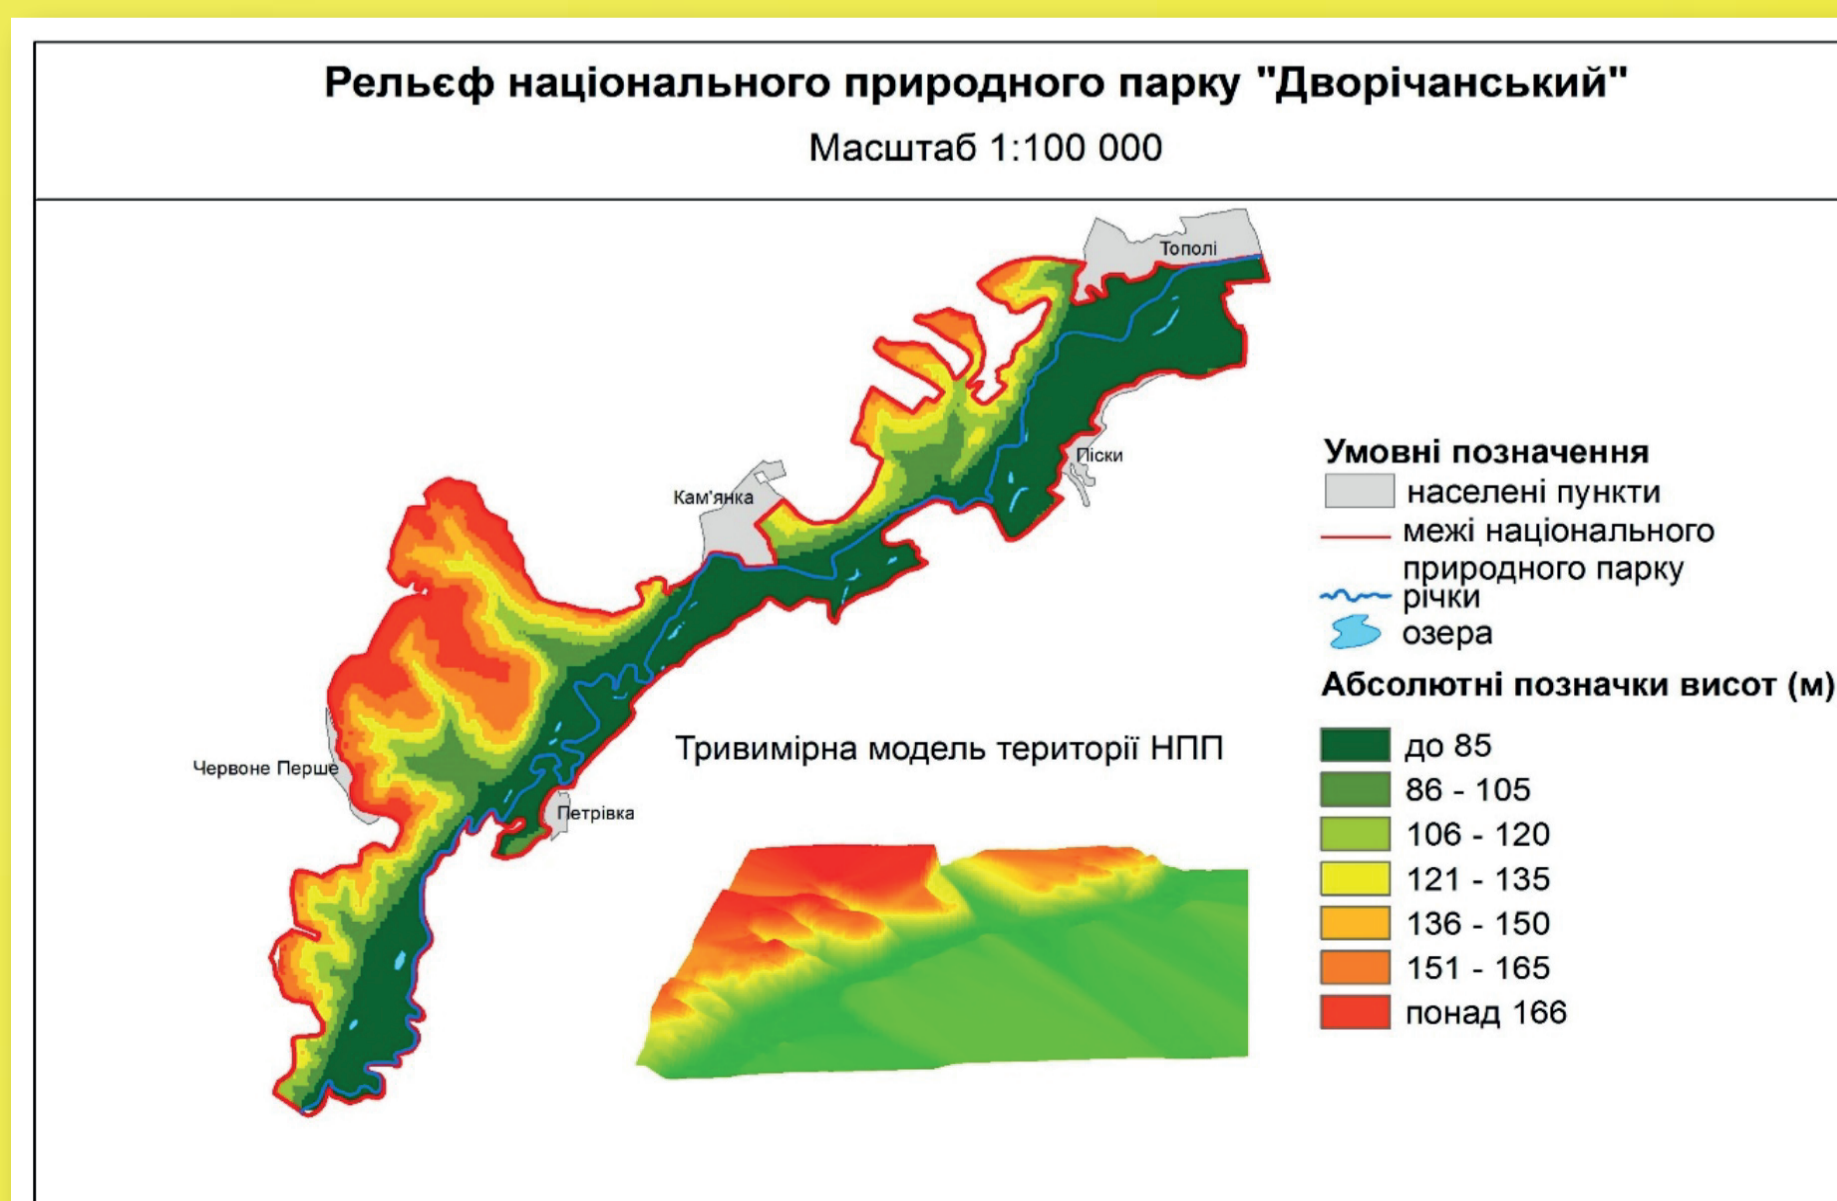 Рельєф національного природного парку "Дворічанський"
Масштаб 1:100 000
Тополі
Піски
Кам'янка
Червоне Перше
Петрівка
Тривимірна модель території НПП
Умовні позначення
населені пункти
межі національного
природного парку
річки
озера
Абсолютні позначки висот (м)
до 85
86 - 105
106 - 120
121 - 135
136 - 150
151 - 165
понад 166